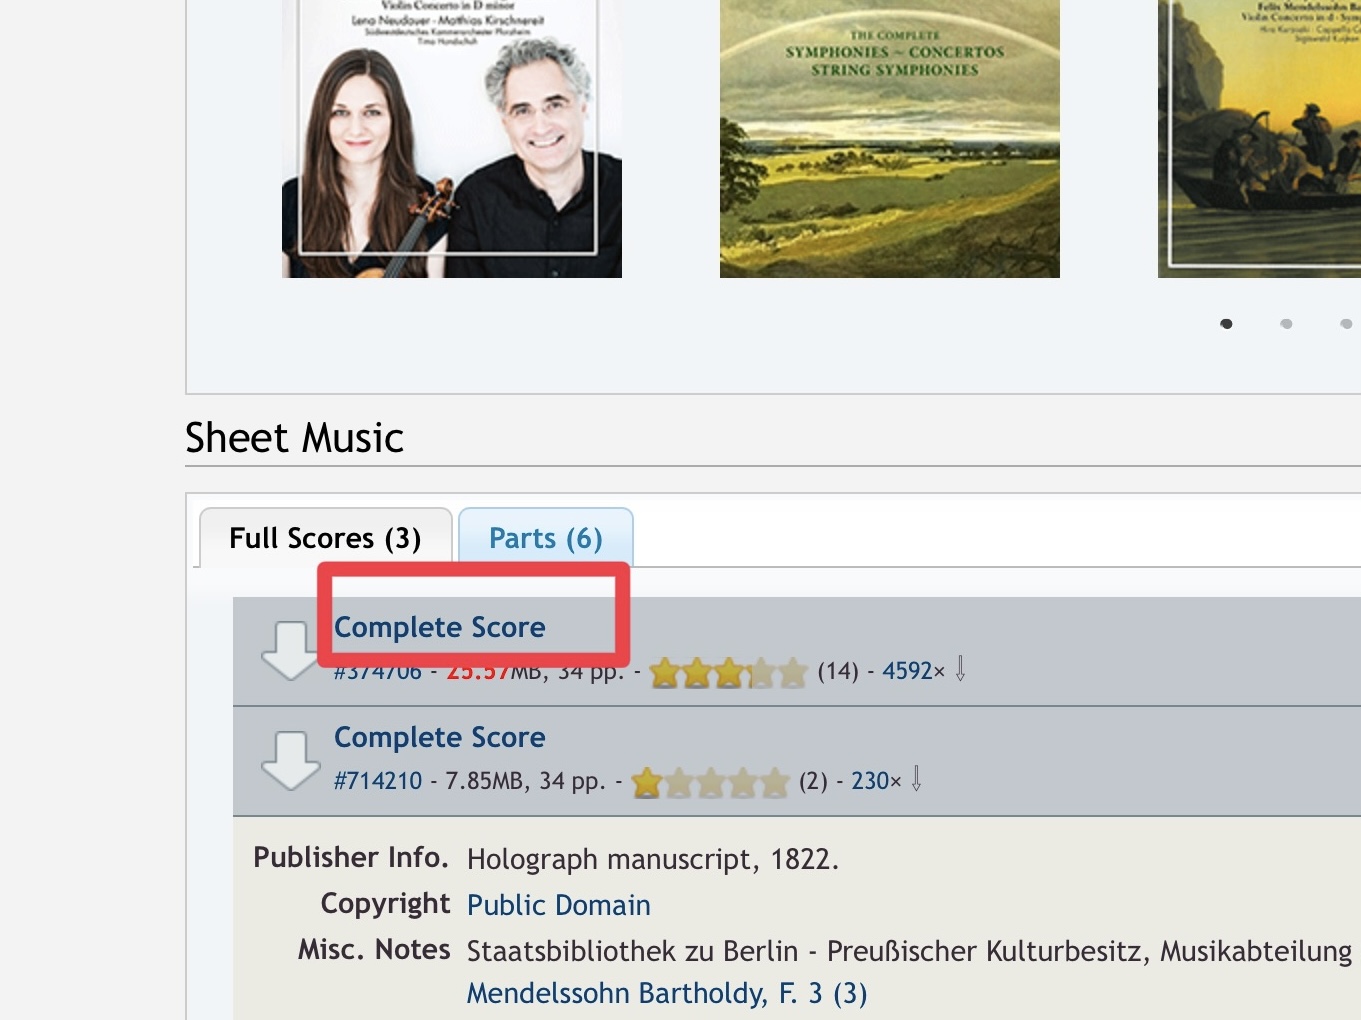 Violin Concerto in D minor
Lena Neudauer · Mathias Kirschnereit
Südwestdeutsches Kammerorchester Pforzheim
Timo Handschuh
THE COMPLETE
SYMPHONIES ~ CONCERTOS
STRING SYMPHONIES
Felix Mendelssohn Ba
Violin Concerto in d · Sym
Sheet Music
Full Scores (3)
Parts (6)
Complete Score
#374706 - 25.57MB, 34 pp. - (14) - 4592×
Complete Score
#714210 - 7.85MB, 34 pp. - (2) - 230×
Publisher Info. Holograph manuscript, 1822.
Copyright Public Domain
Misc. Notes Staatsbibliothek zu Berlin - Preußischer Kulturbesitz, Musikabteilung
Mendelssohn Bartholdy, F. 3 (3)